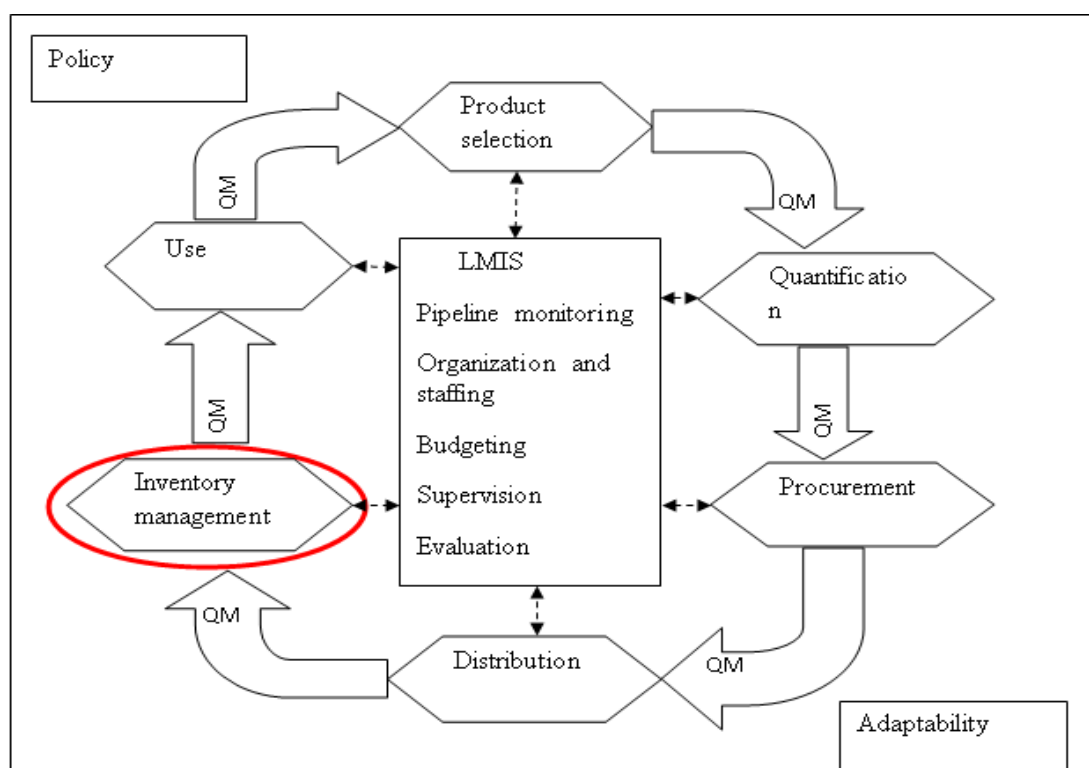 Policy
Product
selection
QM
QM
Use
LMIS
Quantificatio
n
Pipeline monitoring
Organization and
staffing
QM
QM
Budgeting
Inventory
management
Procurement
Supervision
Evaluation
QM
Distribution
QM
Adaptability